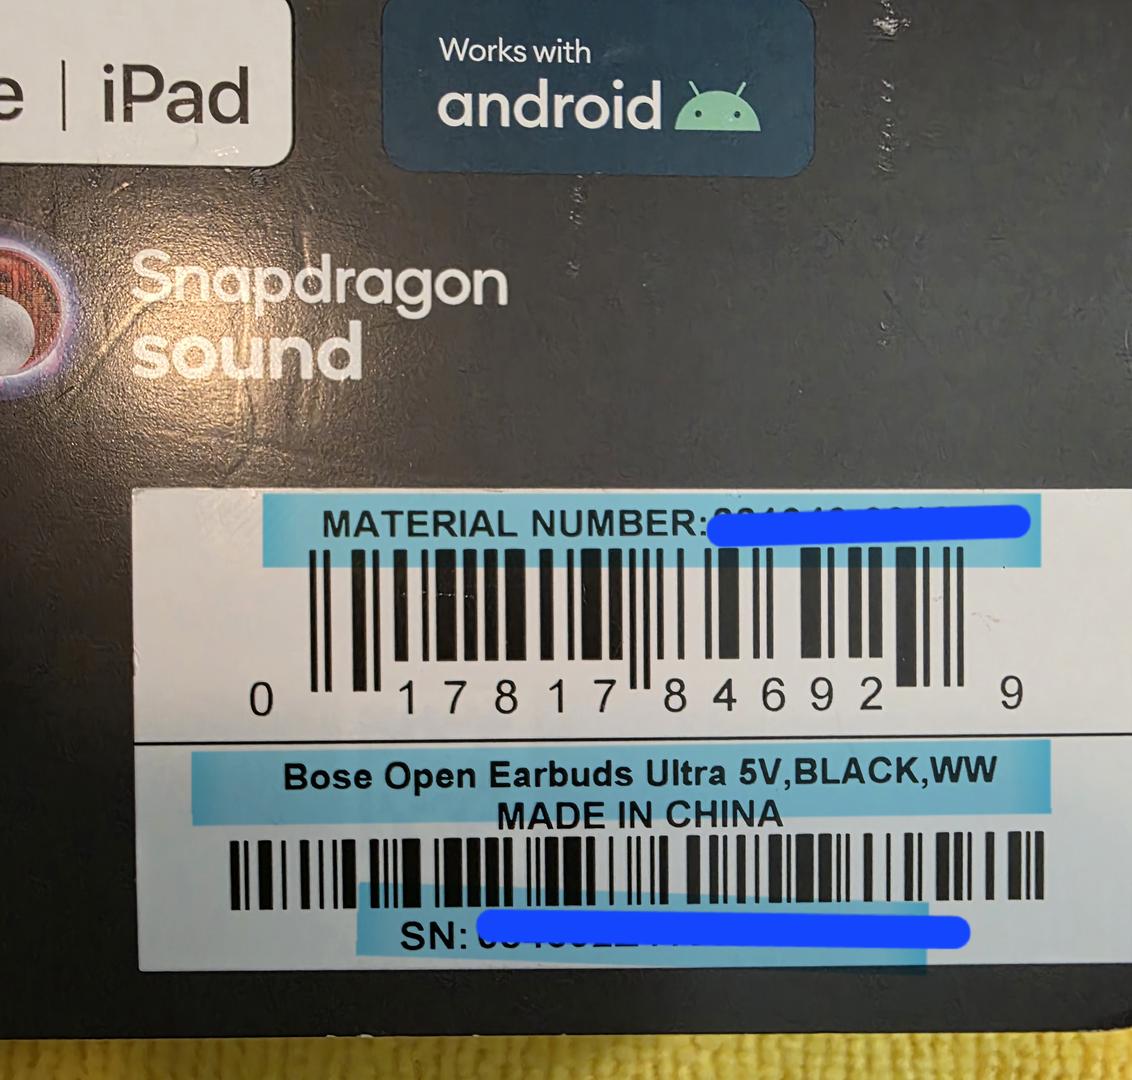 iPad
Works with
android
Snapdragon
sound
MATERIAL NUMBER:
0 17817 84692 9
Bose Open Earbuds Ultra 5V,BLACK,WW
MADE IN CHINA
SN: